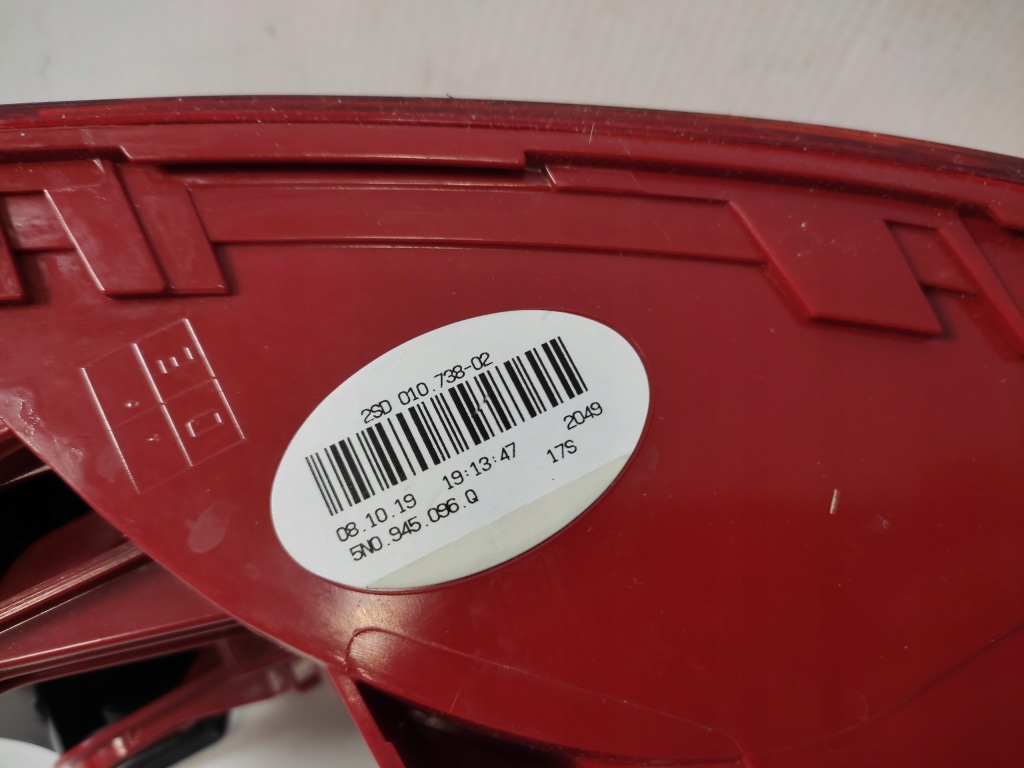 2SD 010.738-02
08.10.19 19:13:47 2049
5N0.945.096.Q 17S
E
D